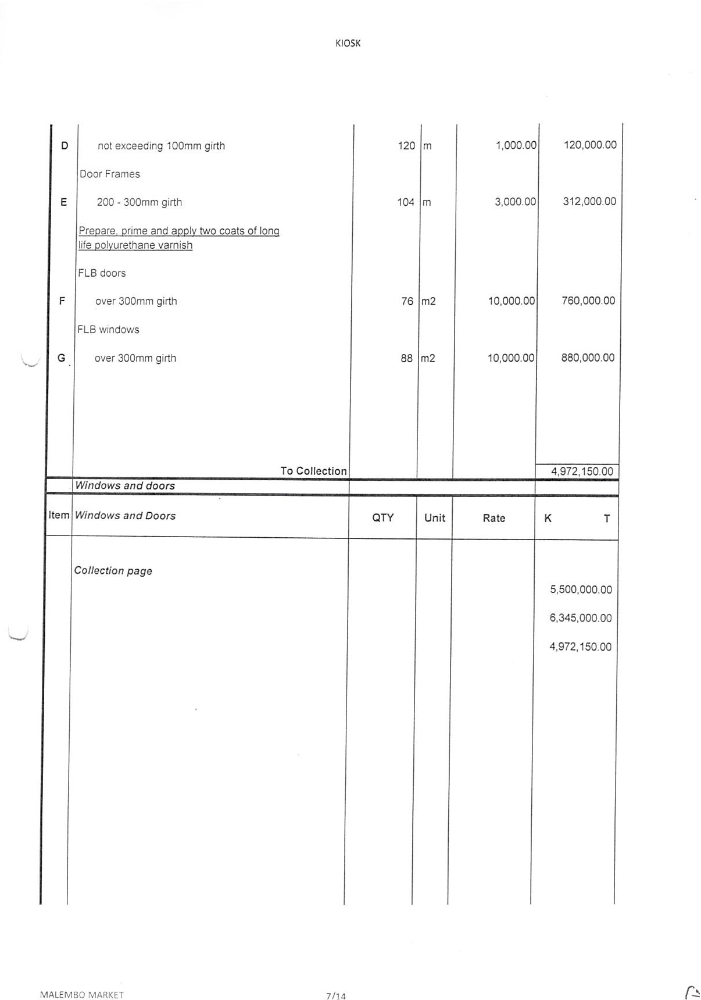 KIOSK
D not exceeding 100mm girth 120 m 1,000.00 120,000.00
Door Frames
E 200 - 300mm girth 104 m 3,000.00 312,000.00
Prepare, prime and apply two coats of long
life polyurethane varnish
FLB doors
F over 300mm girth 76 m2 10,000.00 760,000.00
FLB windows
G over 300mm girth 88 m2 10,000.00 880,000.00
To Collection 4,972,150.00
Windows and doors
Item Windows and Doors QTY Unit Rate K T
Collection page
5,500,000.00
6,345,000.00
4,972,150.00
MALEMBO MARKET 7/14